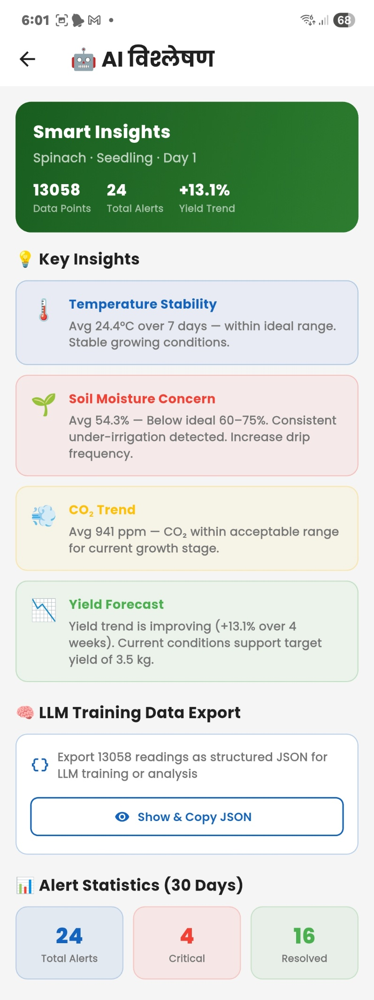 6:01
68
AI विश्लेषण
Smart Insights
Spinach · Seedling · Day 1
13058 24 +13.1%
Data Points Total Alerts Yield Trend
Key Insights
Temperature Stability
Avg 24.4°C over 7 days — within ideal range.
Stable growing conditions.
Soil Moisture Concern
Avg 54.3% — Below ideal 60–75%. Consistent
under-irrigation detected. Increase drip
frequency.
CO₂ Trend
Avg 941 ppm — CO₂ within acceptable range
for current growth stage.
Yield Forecast
Yield trend is improving (+13.1% over 4
weeks). Current conditions support target
yield of 3.5 kg.
LLM Training Data Export
Export 13058 readings as structured JSON for
LLM training or analysis
Show & Copy JSON
Alert Statistics (30 Days)
24 4 16
Total Alerts Critical Resolved